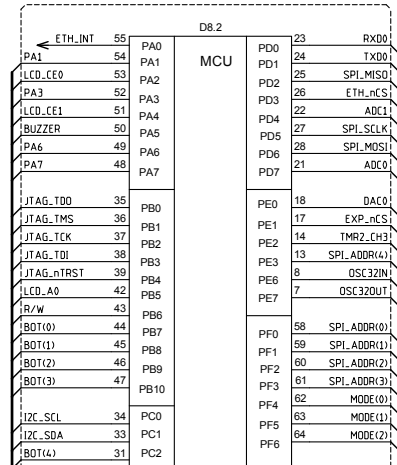 D8.2
MCU
ETH_INT 55 PA0 PD0 23 RXD0
PA1 54 PA1 PD1 24 TXD0
LCD_CE0 53 PA2 PD2 25 SPI_MISO
PA3 52 PA3 PD3 26 ETH_nCS
LCD_CE1 51 PA4 PD4 22 ADC1
BUZZER 50 PA5 PD5 27 SPI_SCLK
PA6 49 PA6 PD6 28 SPI_MOSI
PA7 48 PA7 PD7 21 ADC0
JTAG_TDO 35 PB0 PE0 18 DAC0
JTAG_TMS 36 PB1 PE1 17 EXP_nCS
JTAG_TCK 37 PB2 PE2 14 TMR2_CH3
JTAG_TDI 38 PB3 PE3 13 SPI_ADDR(4)
JTAG_nTRST 39 PB4 PE6 8 OSC32IN
LCD_A0 42 PB5 PE7 7 OSC32OUT
R/W 43 PB6
BOT(0) 44 PB7 PF0 58 SPI_ADDR(0)
BOT(1) 45 PB8 PF1 59 SPI_ADDR(1)
BOT(2) 46 PB9 PF2 60 SPI_ADDR(2)
BOT(3) 47 PB10 PF3 61 SPI_ADDR(3)
PF4 62 MODE(0)
I2C_SCL 34 PC0 PF5 63 MODE(1)
I2C_SDA 33 PC1 PF6 64 MODE(2)
BOT(4) 31 PC2